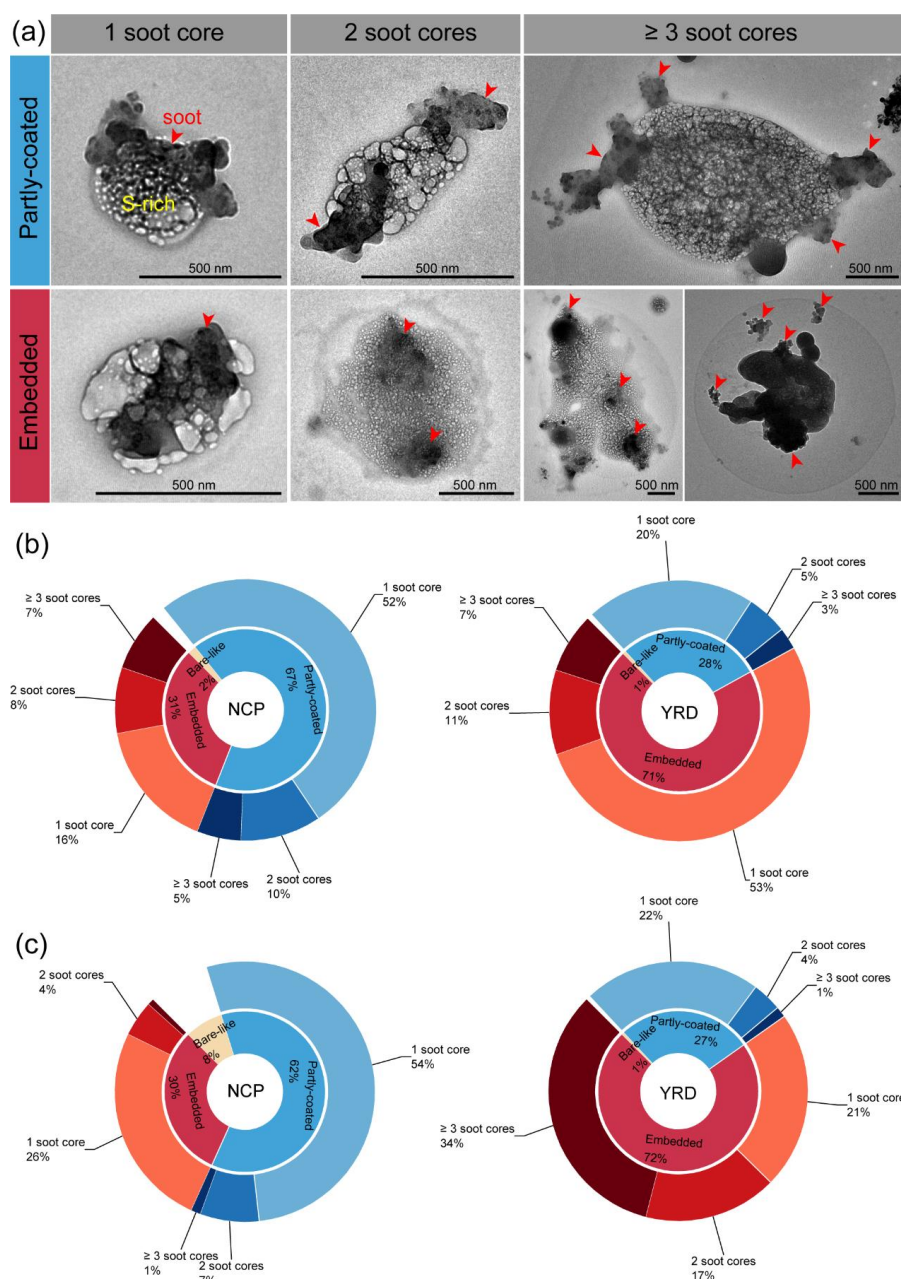 (a)
1 soot core
2 soot cores
≥ 3 soot cores
Partly-coated
soot
S-rich
500 nm
500 nm
500 nm
Embedded
500 nm
500 nm
500 nm
500 nm
(b)
≥ 3 soot cores
7%
2 soot cores
8%
1 soot core
16%
≥ 3 soot cores
5%
2 soot cores
10%
1 soot core
52%
Bare-like
2%
Partly-coated
67%
Embedded
31%
NCP
1 soot core
20%
2 soot cores
5%
≥ 3 soot cores
3%
≥ 3 soot cores
7%
2 soot cores
11%
1 soot core
53%
Partly-coated
28%
Bare-like
1%
Embedded
71%
YRD
(c)
2 soot cores
4%
1 soot core
26%
≥ 3 soot cores
1%
2 soot cores
7%
1 soot core
54%
Bare-like
8%
Partly-coated
62%
Embedded
30%
NCP
1 soot core
22%
2 soot cores
4%
≥ 3 soot cores
1%
1 soot core
21%
≥ 3 soot cores
34%
2 soot cores
17%
Partly-coated
27%
Bare-like
1%
Embedded
72%
YRD